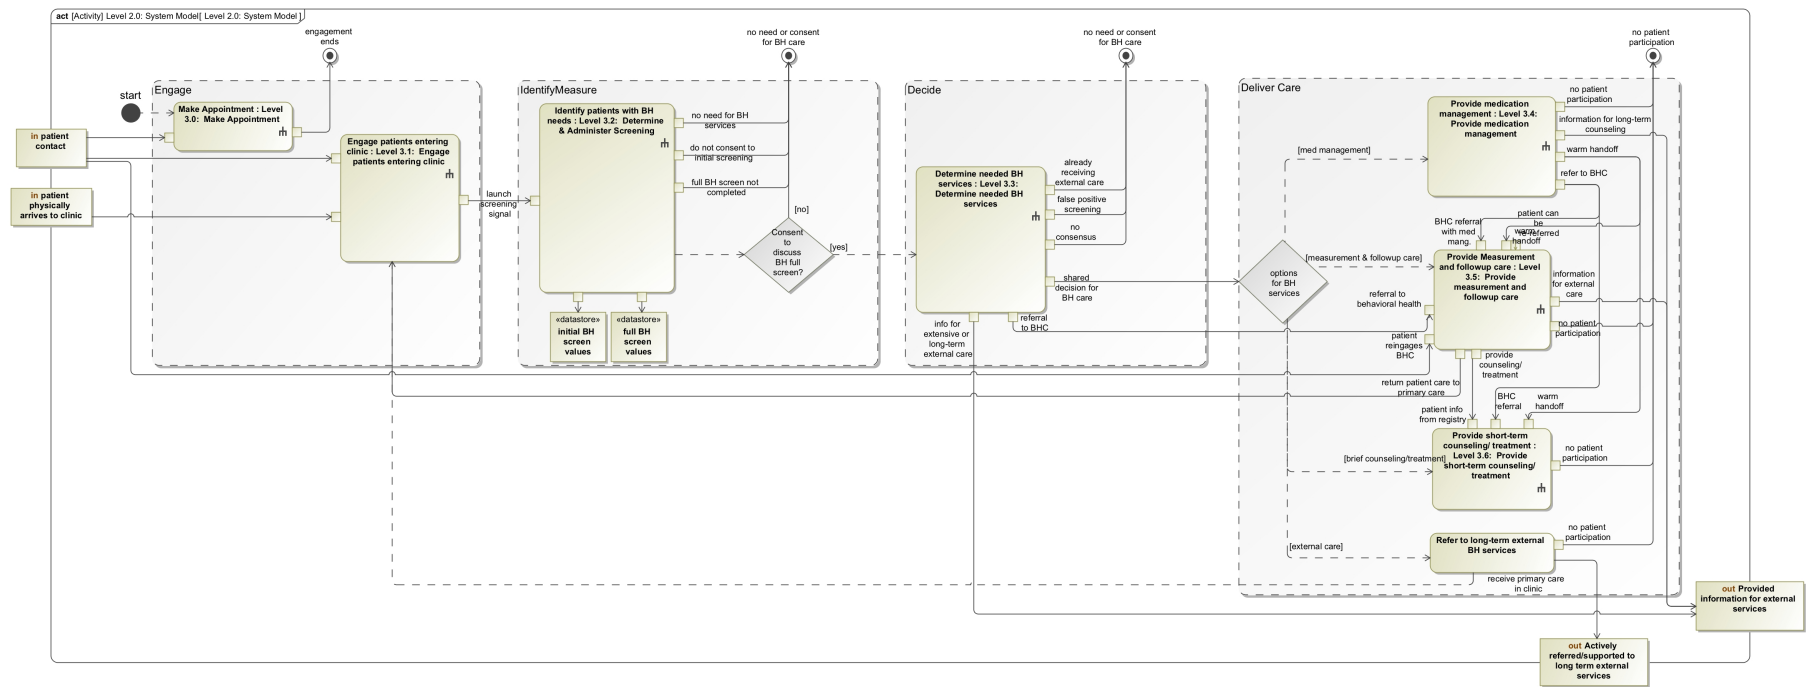 act [Activity] Level 2.0: System Model[ Level 2.0: System Model ]
engagement
ends
no need or consent
for BH care
no need or consent
for BH care
no patient
participation
start
in patient
contact
in patient
physically
arrives to clinic
Engage
Make Appointment : Level
3.0:  Make Appointment
Engage patients entering
clinic : Level 3.1:  Engage
patients entering clinic
launch
screening
signal
IdentifyMeasure
Identify patients with BH
needs : Level 3.2:  Determine
& Administer Screening
no need for BH
services
do not consent to
initial screening
full BH screen not
completed
[no]
Consent
to
discuss
BH full
screen?
[yes]
«datastore»
initial BH
screen
values
«datastore»
full BH
screen
values
Decide
Determine needed BH
services : Level 3.3:
Determine needed BH
services
already
receiving
external care
false positive
screening
no
consensus
shared
decision for
BH care
info for
extensive or
long-term
external care
referral
to BHC
Deliver Care
options
for BH
services
[med management]
[measurement & followup care]
[brief counseling/treatment]
[external care]
Provide medication
management : Level 3.4:
Provide medication
management
no patient
participation
information for long-term
counseling
warm handoff
refer to BHC
BHC referral
with med
mang.
patient can
be
re-referred
warm
handoff
Provide Measurement
and followup care : Level
3.5:  Provide
measurement and
followup care
referral to
behavioral health
patient
reingages
BHC
information
for external
care
no patient
participation
provide
counseling/
treatment
return patient care to
primary care
patient info
from registry
BHC
referral
warm
handoff
Provide short-term
counseling/ treatment :
Level 3.6:  Provide
short-term counseling/
treatment
no patient
participation
Refer to long-term external
BH services
no patient
participation
receive primary care
in clinic
out Provided
information for external
services
out Actively
referred/supported to
long term external
services